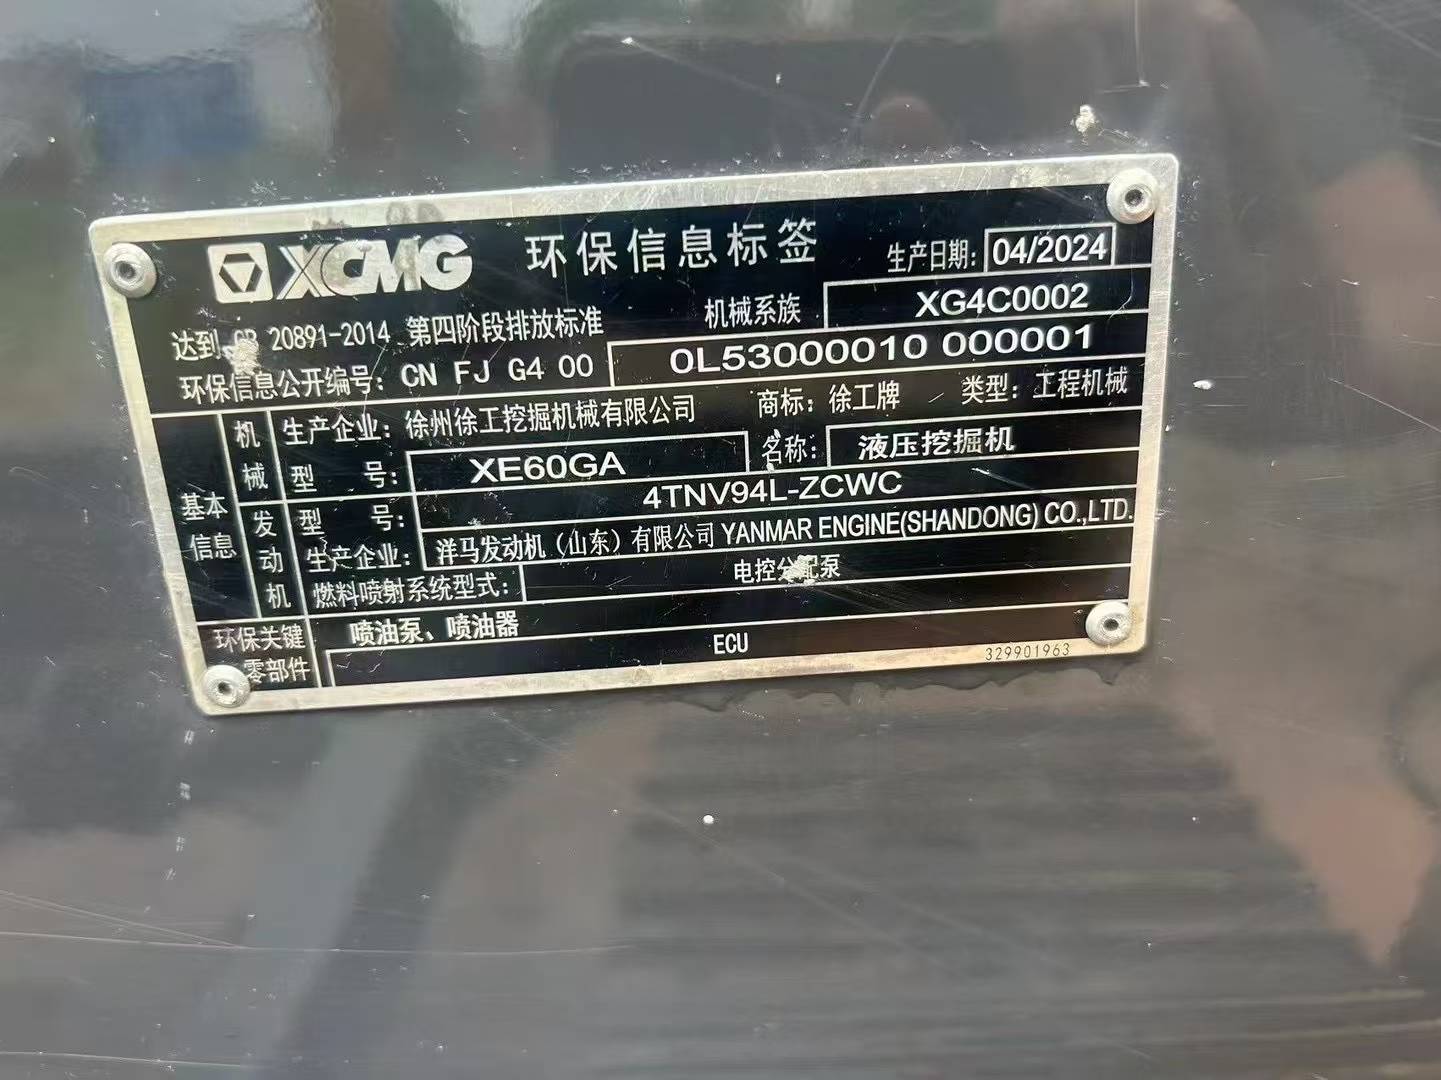 XCMG 环保信息标签 生产日期: 04/2024
达到 GB 20891-2014 第四阶段排放标准 机械系族 XG4C0002
环保信息公开编号: CN FJ G4 00 0L53000010 000001
基本信息
机械 生产企业: 徐州徐工挖掘机械有限公司 商标: 徐工牌 类型: 工程机械
型 号: XE60GA 名称: 液压挖掘机
发动机 型 号: 4TNV94L-ZCWC
生产企业: 洋马发动机（山东）有限公司 YANMAR ENGINE(SHANDONG) CO.,LTD.
燃料喷射系统型式: 电控分配泵
环保关键零部件 喷油泵、喷油器
ECU
329901963